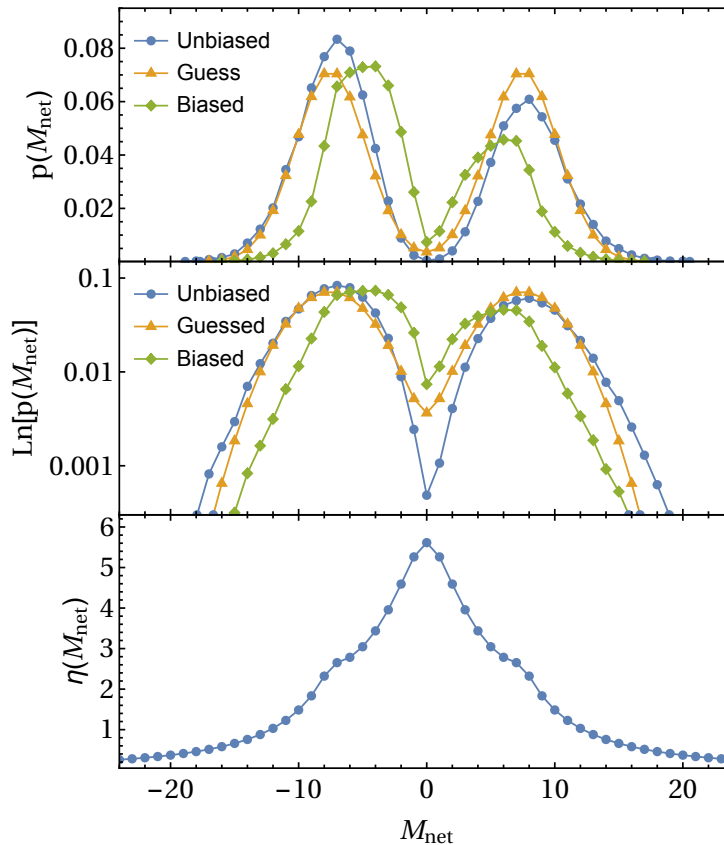 p(M_net)
0.08
0.06
0.04
0.02
Unbiased
Guess
Biased
Ln[p(M_net)]
0.1
0.01
0.001
Unbiased
Guessed
Biased
η(M_net)
6
5
4
3
2
1
−20 −10 0 10 20
M_net